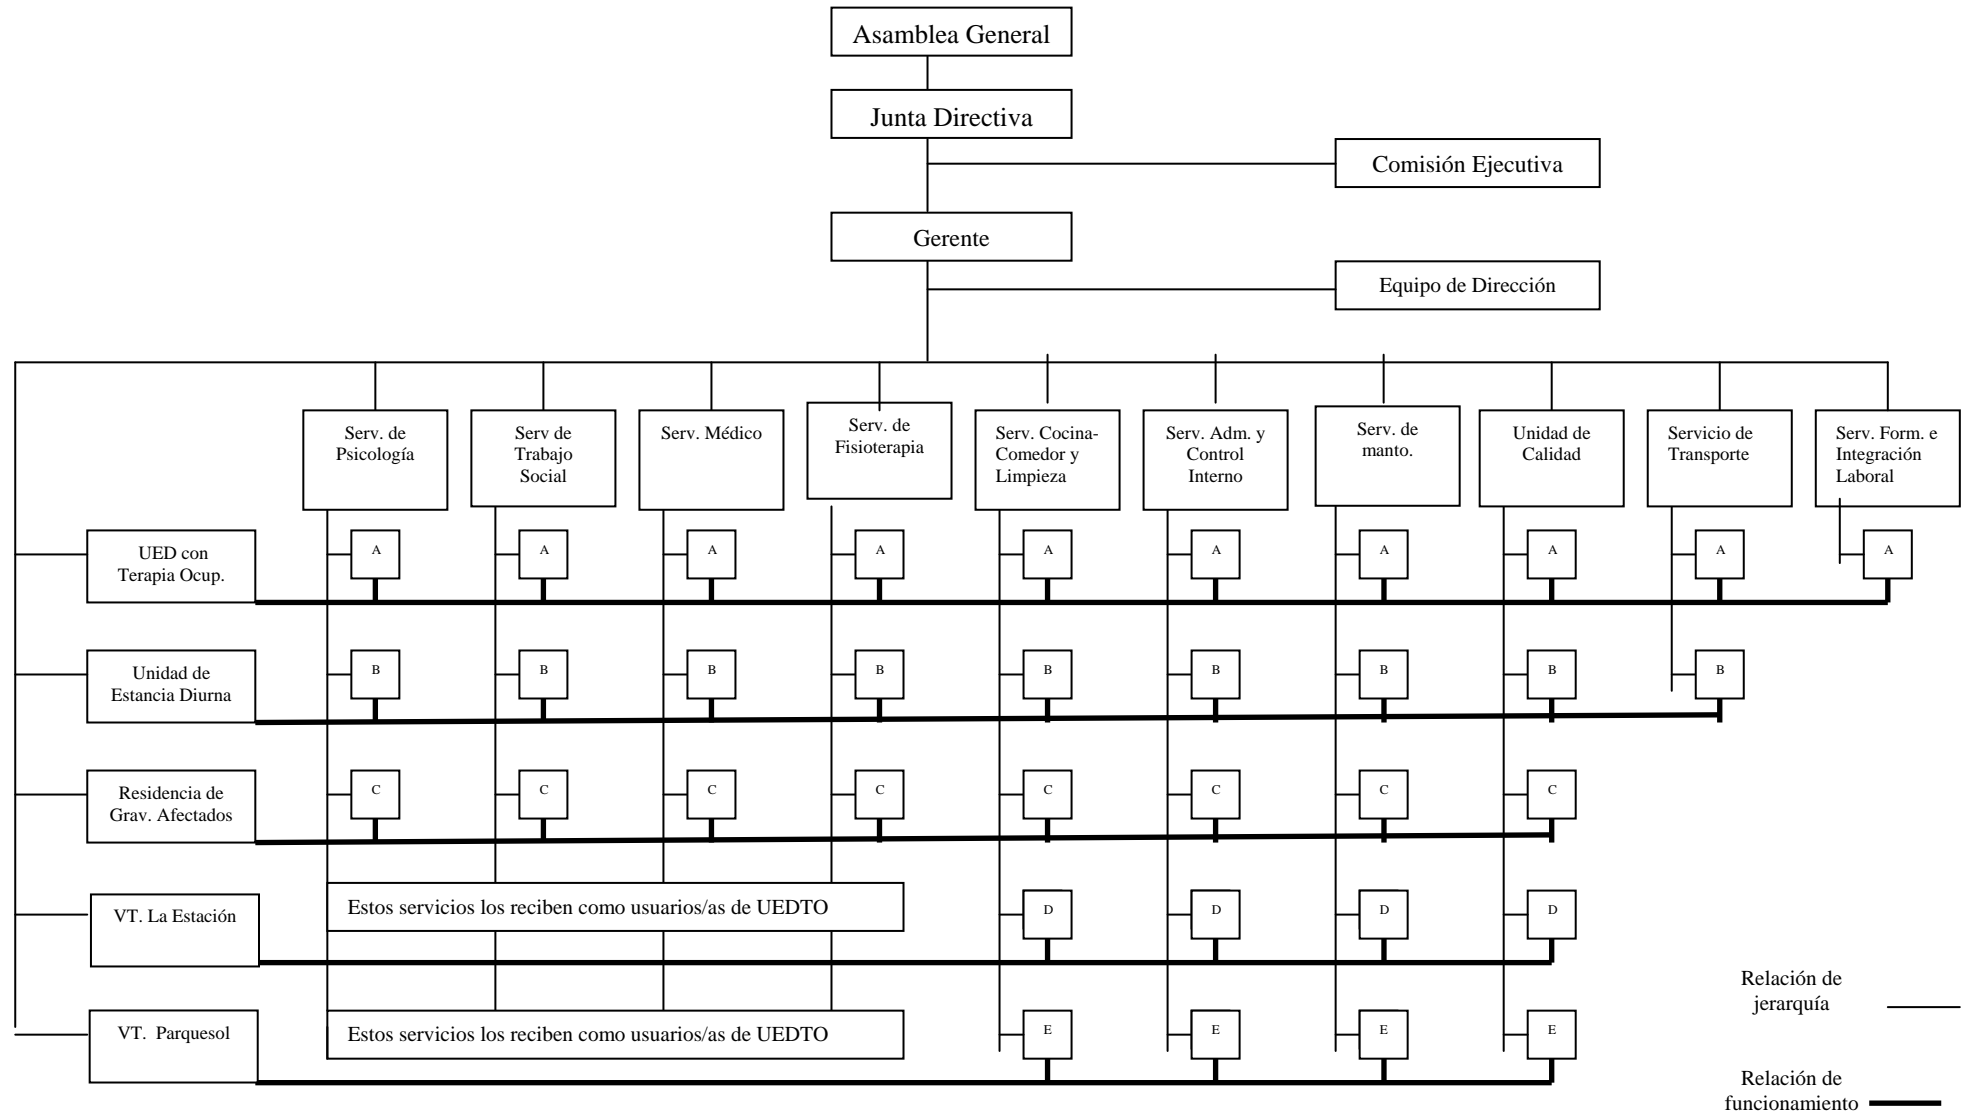 Asamblea General
Junta Directiva
Comisión Ejecutiva
Gerente
Equipo de Dirección
Serv. de
Psicología
Serv de
Trabajo
Social
Serv. Médico
Serv. de
Fisioterapia
Serv. Cocina-
Comedor y
Limpieza
Serv. Adm. y
Control
Interno
Serv. de
manto.
Unidad de
Calidad
Servicio de
Transporte
Serv. Form. e
Integración
Laboral
UED con
Terapia Ocup.
A A A A A A A A A A
Unidad de
Estancia Diurna
B B B B B B B B B
Residencia de
Grav. Afectados
C C C C C C C C
VT. La Estación
Estos servicios los reciben como usuarios/as de UEDTO
D D D D
VT. Parquesol
Estos servicios los reciben como usuarios/as de UEDTO
E E E E
Relación de
jerarquía
Relación de
funcionamiento